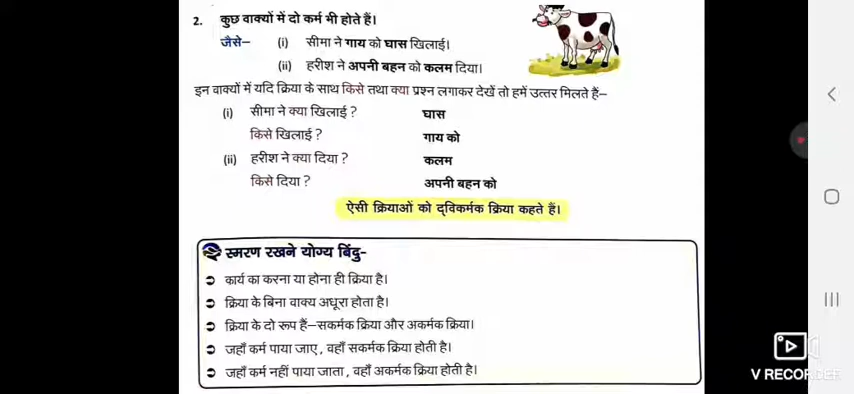 2. कुछ वाक्यों में दो कर्म भी होते हैं।
जैसे– (i) सीमा ने गाय को घास खिलाई।
(ii) हरीश ने अपनी बहन को कलम दिया।
इन वाक्यों में यदि क्रिया के साथ किसे तथा क्या प्रश्न लगाकर देखें तो हमें उत्तर मिलते हैं–
(i) सीमा ने क्या खिलाई ? घास
किसे खिलाई ? गाय को
(ii) हरीश ने क्या दिया ? कलम
किसे दिया ? अपनी बहन को
ऐसी क्रियाओं को द्विकर्मक क्रिया कहते हैं।
स्मरण रखने योग्य बिंदु-
कार्य का करना या होना ही क्रिया है।
क्रिया के बिना वाक्य अधूरा होता है।
क्रिया के दो रूप हैं–सकर्मक क्रिया और अकर्मक क्रिया।
जहाँ कर्म पाया जाए, वहाँ सकर्मक क्रिया होती है।
जहाँ कर्म नहीं पाया जाता, वहाँ अकर्मक क्रिया होती है।
V RECORDER